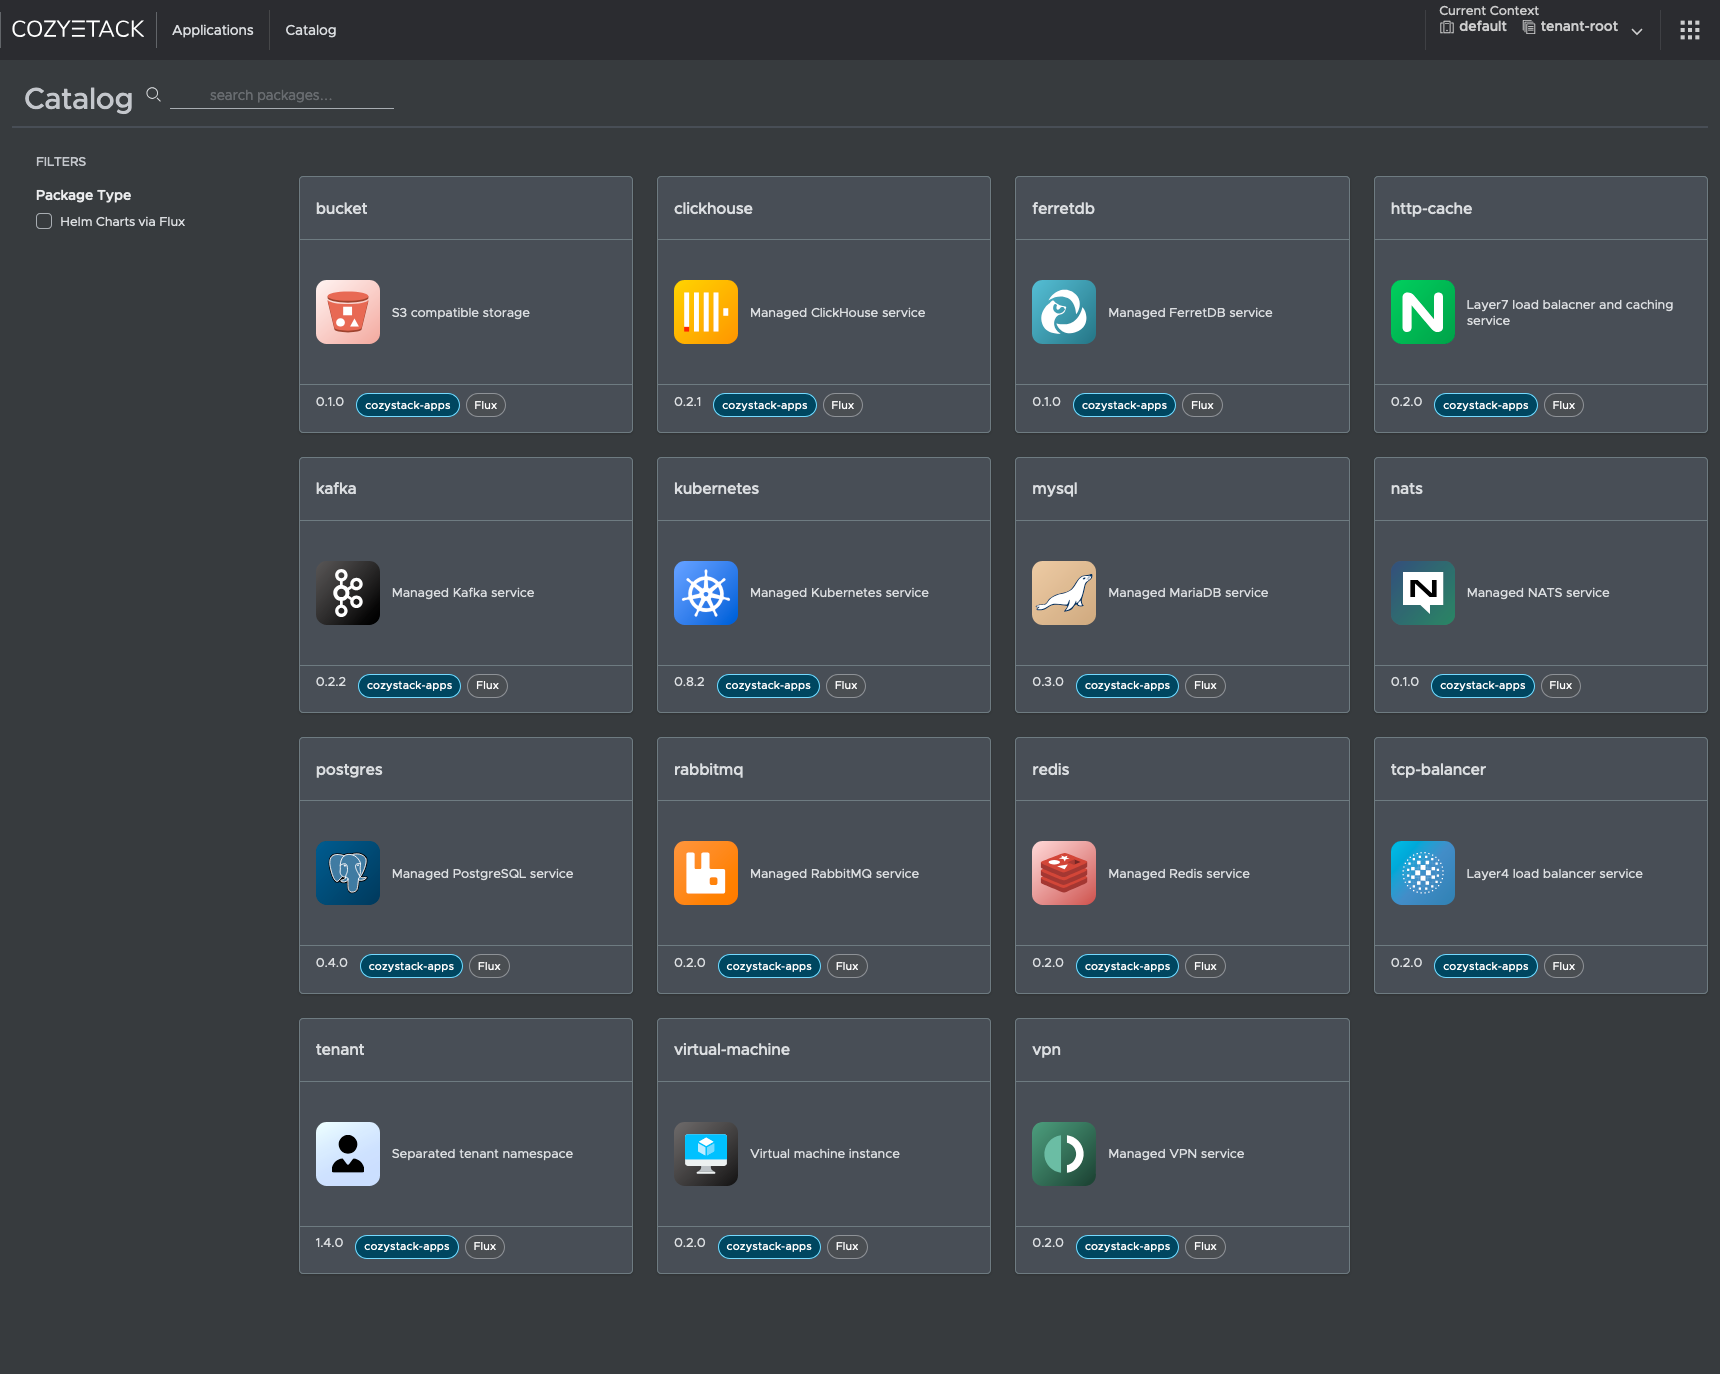 COZYSTACK
Applications
Catalog
Current Context
default
tenant-root
Catalog
search packages...
FILTERS
Package Type
Helm Charts via Flux
bucket
S3 compatible storage
0.1.0
cozystack-apps
Flux
clickhouse
Managed ClickHouse service
0.2.1
cozystack-apps
Flux
ferretdb
Managed FerretDB service
0.1.0
cozystack-apps
Flux
http-cache
Layer7 load balacner and caching
service
0.2.0
cozystack-apps
Flux
kafka
Managed Kafka service
0.2.2
cozystack-apps
Flux
kubernetes
Managed Kubernetes service
0.8.2
cozystack-apps
Flux
mysql
Managed MariaDB service
0.3.0
cozystack-apps
Flux
nats
N
Managed NATS service
0.1.0
cozystack-apps
Flux
postgres
Managed PostgreSQL service
0.4.0
cozystack-apps
Flux
rabbitmq
Managed RabbitMQ service
0.2.0
cozystack-apps
Flux
redis
Managed Redis service
0.2.0
cozystack-apps
Flux
tcp-balancer
Layer4 load balancer service
0.2.0
cozystack-apps
Flux
tenant
Separated tenant namespace
1.4.0
cozystack-apps
Flux
virtual-machine
Virtual machine instance
0.2.0
cozystack-apps
Flux
vpn
Managed VPN service
0.2.0
cozystack-apps
Flux